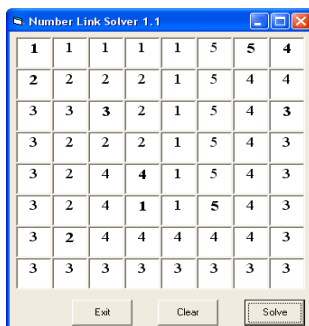 Number Link Solver 1.1
1 1 1 1 1 5 5 4
2 2 2 2 1 5 4 4
3 3 3 2 1 5 4 3
3 2 2 2 1 5 4 3
3 2 4 4 1 5 4 3
3 2 4 1 1 5 4 3
3 2 4 4 4 4 4 3
3 3 3 3 3 3 3 3
Exit Clear Solve